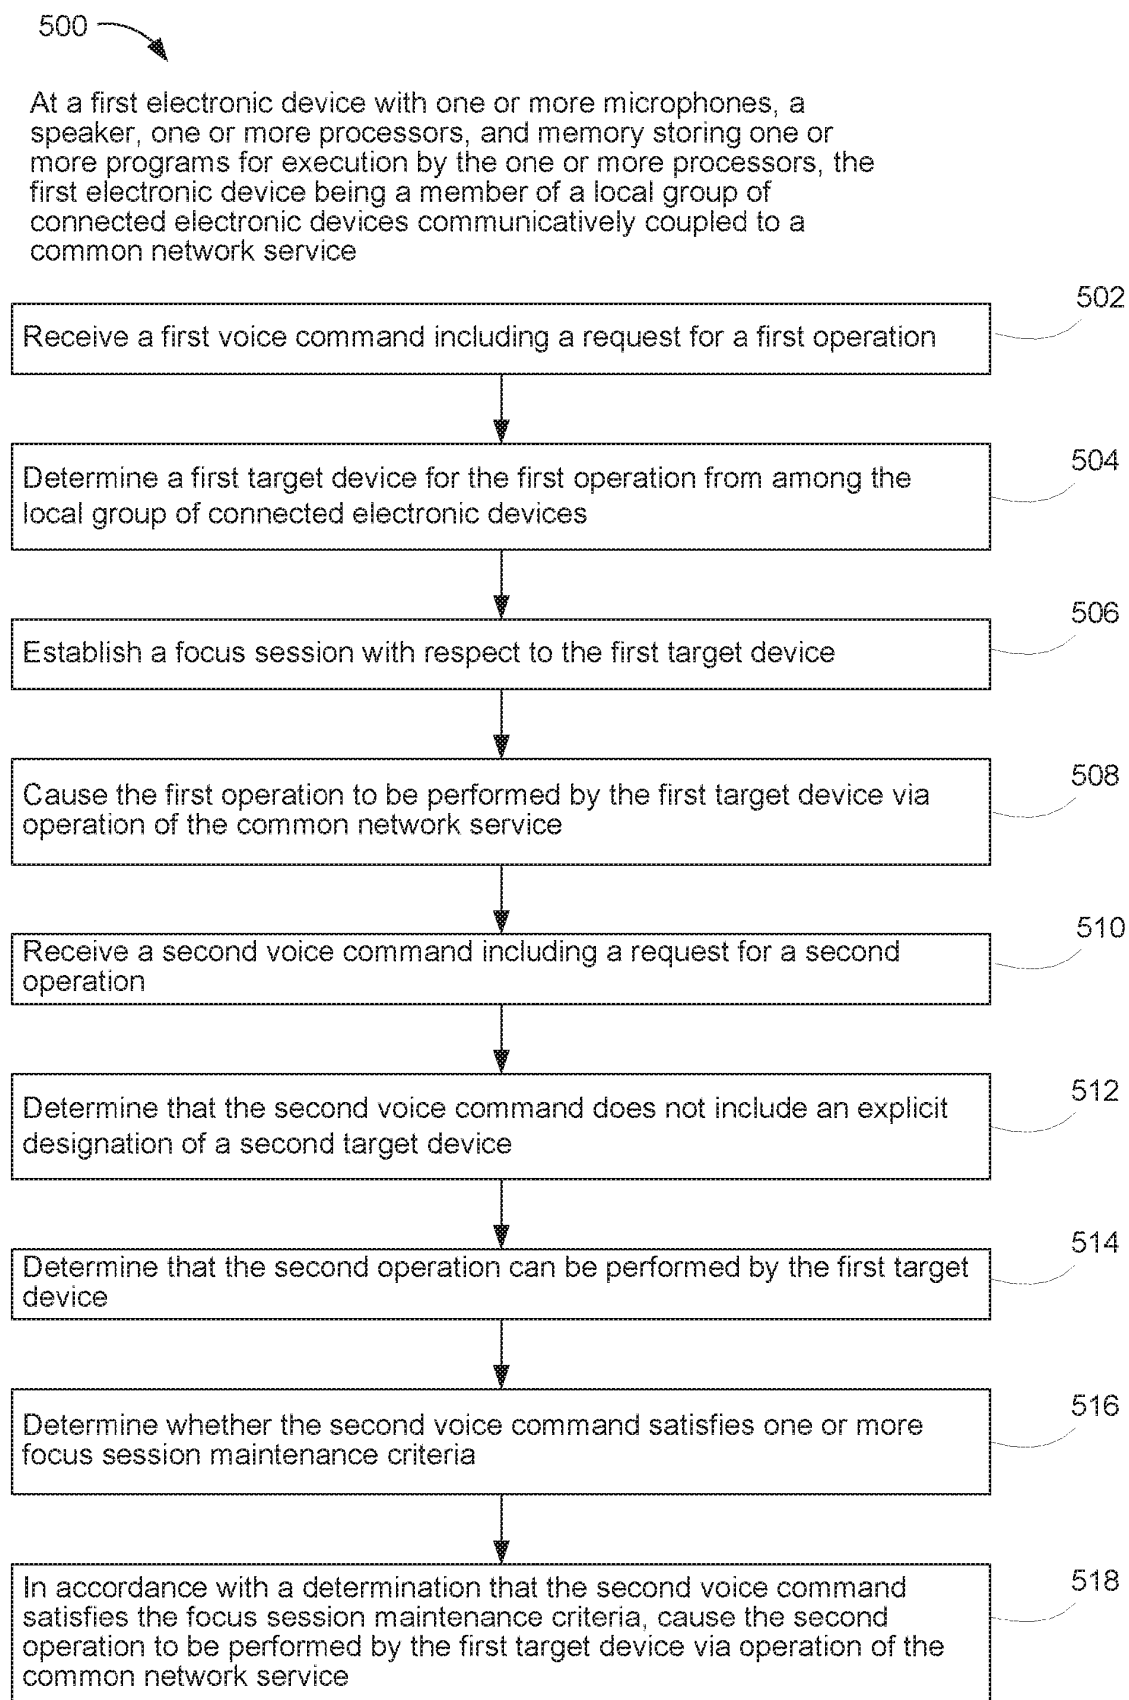 500
At a first electronic device with one or more microphones, a
speaker, one or more processors, and memory storing one or
more programs for execution by the one or more processors, the
first electronic device being a member of a local group of
connected electronic devices communicatively coupled to a
common network service
502
Receive a first voice command including a request for a first operation
504
Determine a first target device for the first operation from among the
local group of connected electronic devices
506
Establish a focus session with respect to the first target device
508
Cause the first operation to be performed by the first target device via
operation of the common network service
510
Receive a second voice command including a request for a second
operation
512
Determine that the second voice command does not include an explicit
designation of a second target device
514
Determine that the second operation can be performed by the first target
device
516
Determine whether the second voice command satisfies one or more
focus session maintenance criteria
518
In accordance with a determination that the second voice command
satisfies the focus session maintenance criteria, cause the second
operation to be performed by the first target device via operation of the
common network service